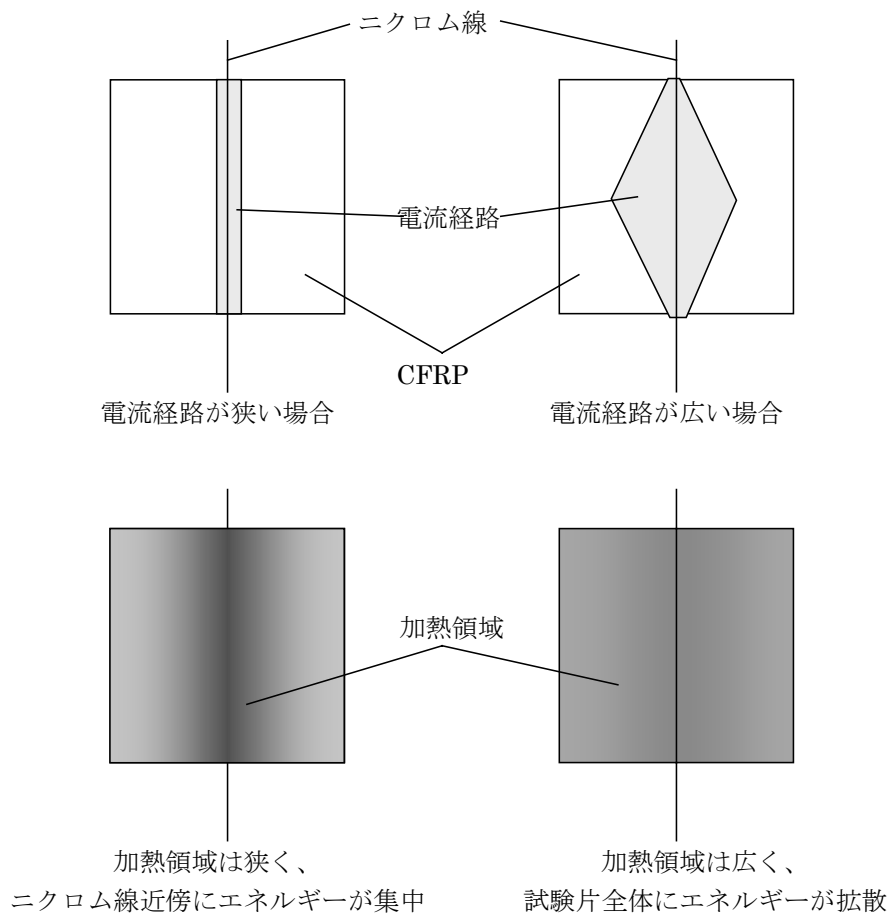 ニクロム線
電流経路
CFRP
電流経路が狭い場合
電流経路が広い場合
加熱領域
加熱領域は狭く、
ニクロム線近傍にエネルギーが集中
加熱領域は広く、
試験片全体にエネルギーが拡散